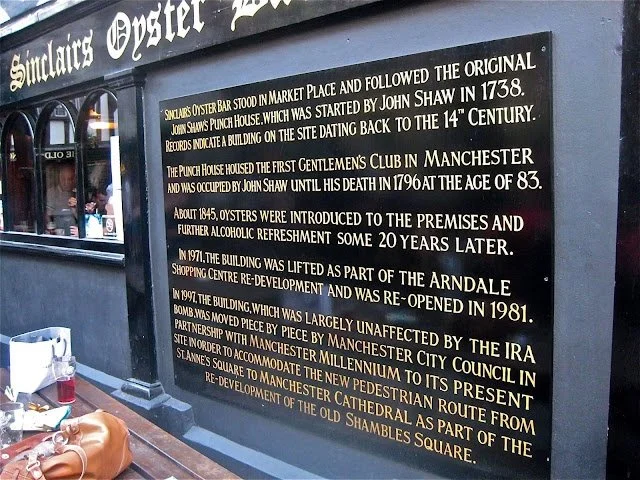 Sinclairs Oyster Bar
SINCLAIR'S OYSTER BAR STOOD IN MARKET PLACE AND FOLLOWED THE ORIGINAL
JOHN SHAW'S PUNCH HOUSE, WHICH WAS STARTED BY JOHN SHAW IN 1738.
RECORDS INDICATE A BUILDING ON THE SITE DATING BACK TO THE 14TH CENTURY.
THE PUNCH HOUSE HOUSED THE FIRST GENTLEMEN'S CLUB IN MANCHESTER
AND WAS OCCUPIED BY JOHN SHAW UNTIL HIS DEATH IN 1796 AT THE AGE OF 83.
ABOUT 1845, OYSTERS WERE INTRODUCED TO THE PREMISES AND
FURTHER ALCOHOLIC REFRESHMENT SOME 20 YEARS LATER.
IN 1971, THE BUILDING WAS LIFTED AS PART OF THE ARNDALE
SHOPPING CENTRE RE-DEVELOPMENT AND WAS RE-OPENED IN 1981.
IN 1997, THE BUILDING, WHICH WAS LARGELY UNAFFECTED BY THE IRA
BOMB, WAS MOVED PIECE BY PIECE BY MANCHESTER CITY COUNCIL IN
PARTNERSHIP WITH MANCHESTER MILLENNIUM TO ITS PRESENT
SITE IN ORDER TO ACCOMMODATE THE NEW PEDESTRIAN ROUTE FROM
ST. ANNE'S SQUARE TO MANCHESTER CATHEDRAL AS PART OF THE
RE-DEVELOPMENT OF THE OLD SHAMBLES SQUARE.